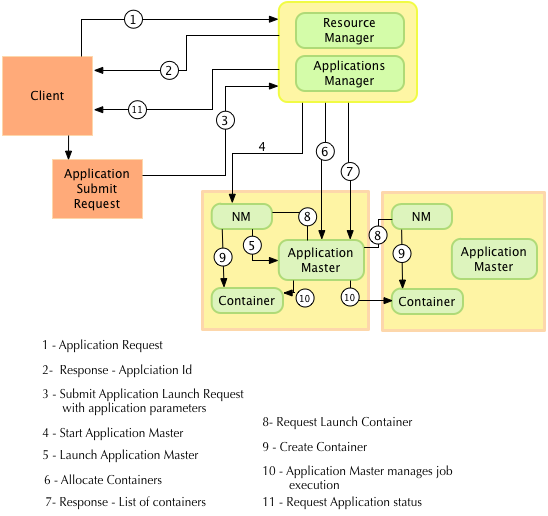 1
Resource
Manager
2
Applications
Manager
Client
11
3
4
6
Application
Submit
Request
7
NM
8
NM
8
5
9
Application
Master
9
Application
Master
Container
10
10
Container
1 - Application Request
2- Response - Applciation Id
3 - Submit Application Launch Request
with application parameters
4 - Start Application Master
5 - Launch Application Master
6 - Allocate Containers
7- Response - List of containers
8- Request Launch Container
9 - Create Container
10 - Application Master manages job
execution
11 - Request Application status